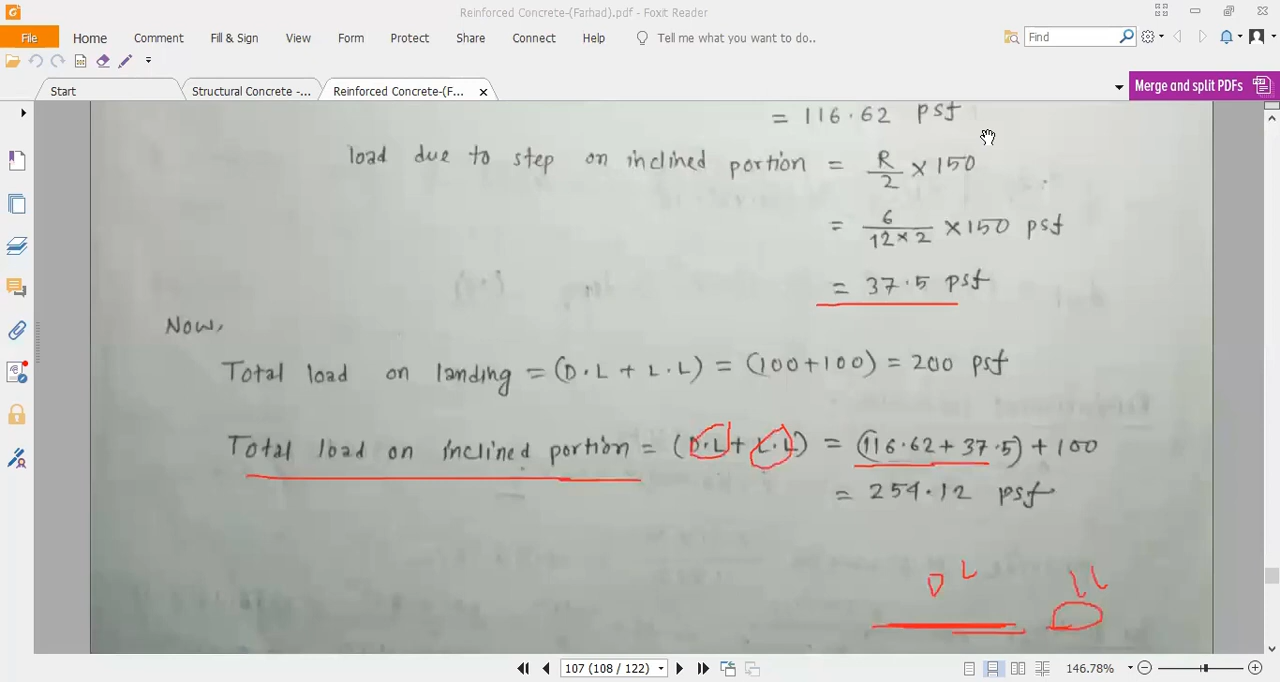 Reinforced Concrete-(Farhad).pdf - Foxit Reader
File Home Comment Fill & Sign View Form Protect Share Connect Help Tell me what you want to do.. Find
Start Structural Concrete -... Reinforced Concrete-(F... Merge and split PDFs
= 116.62 psf
load due to step on inclined portion = R/2 × 150
= 6/12×2 ×150 psf
= 37.5 psf
Now,
Total load on landing = (D.L + L.L) = (100+100) = 200 psf
Total load on inclined portion = (D.L + L.L) = (116.62 + 37.5) + 100
= 254.12 psf
DL LL
107 (108 / 122) 146.78%